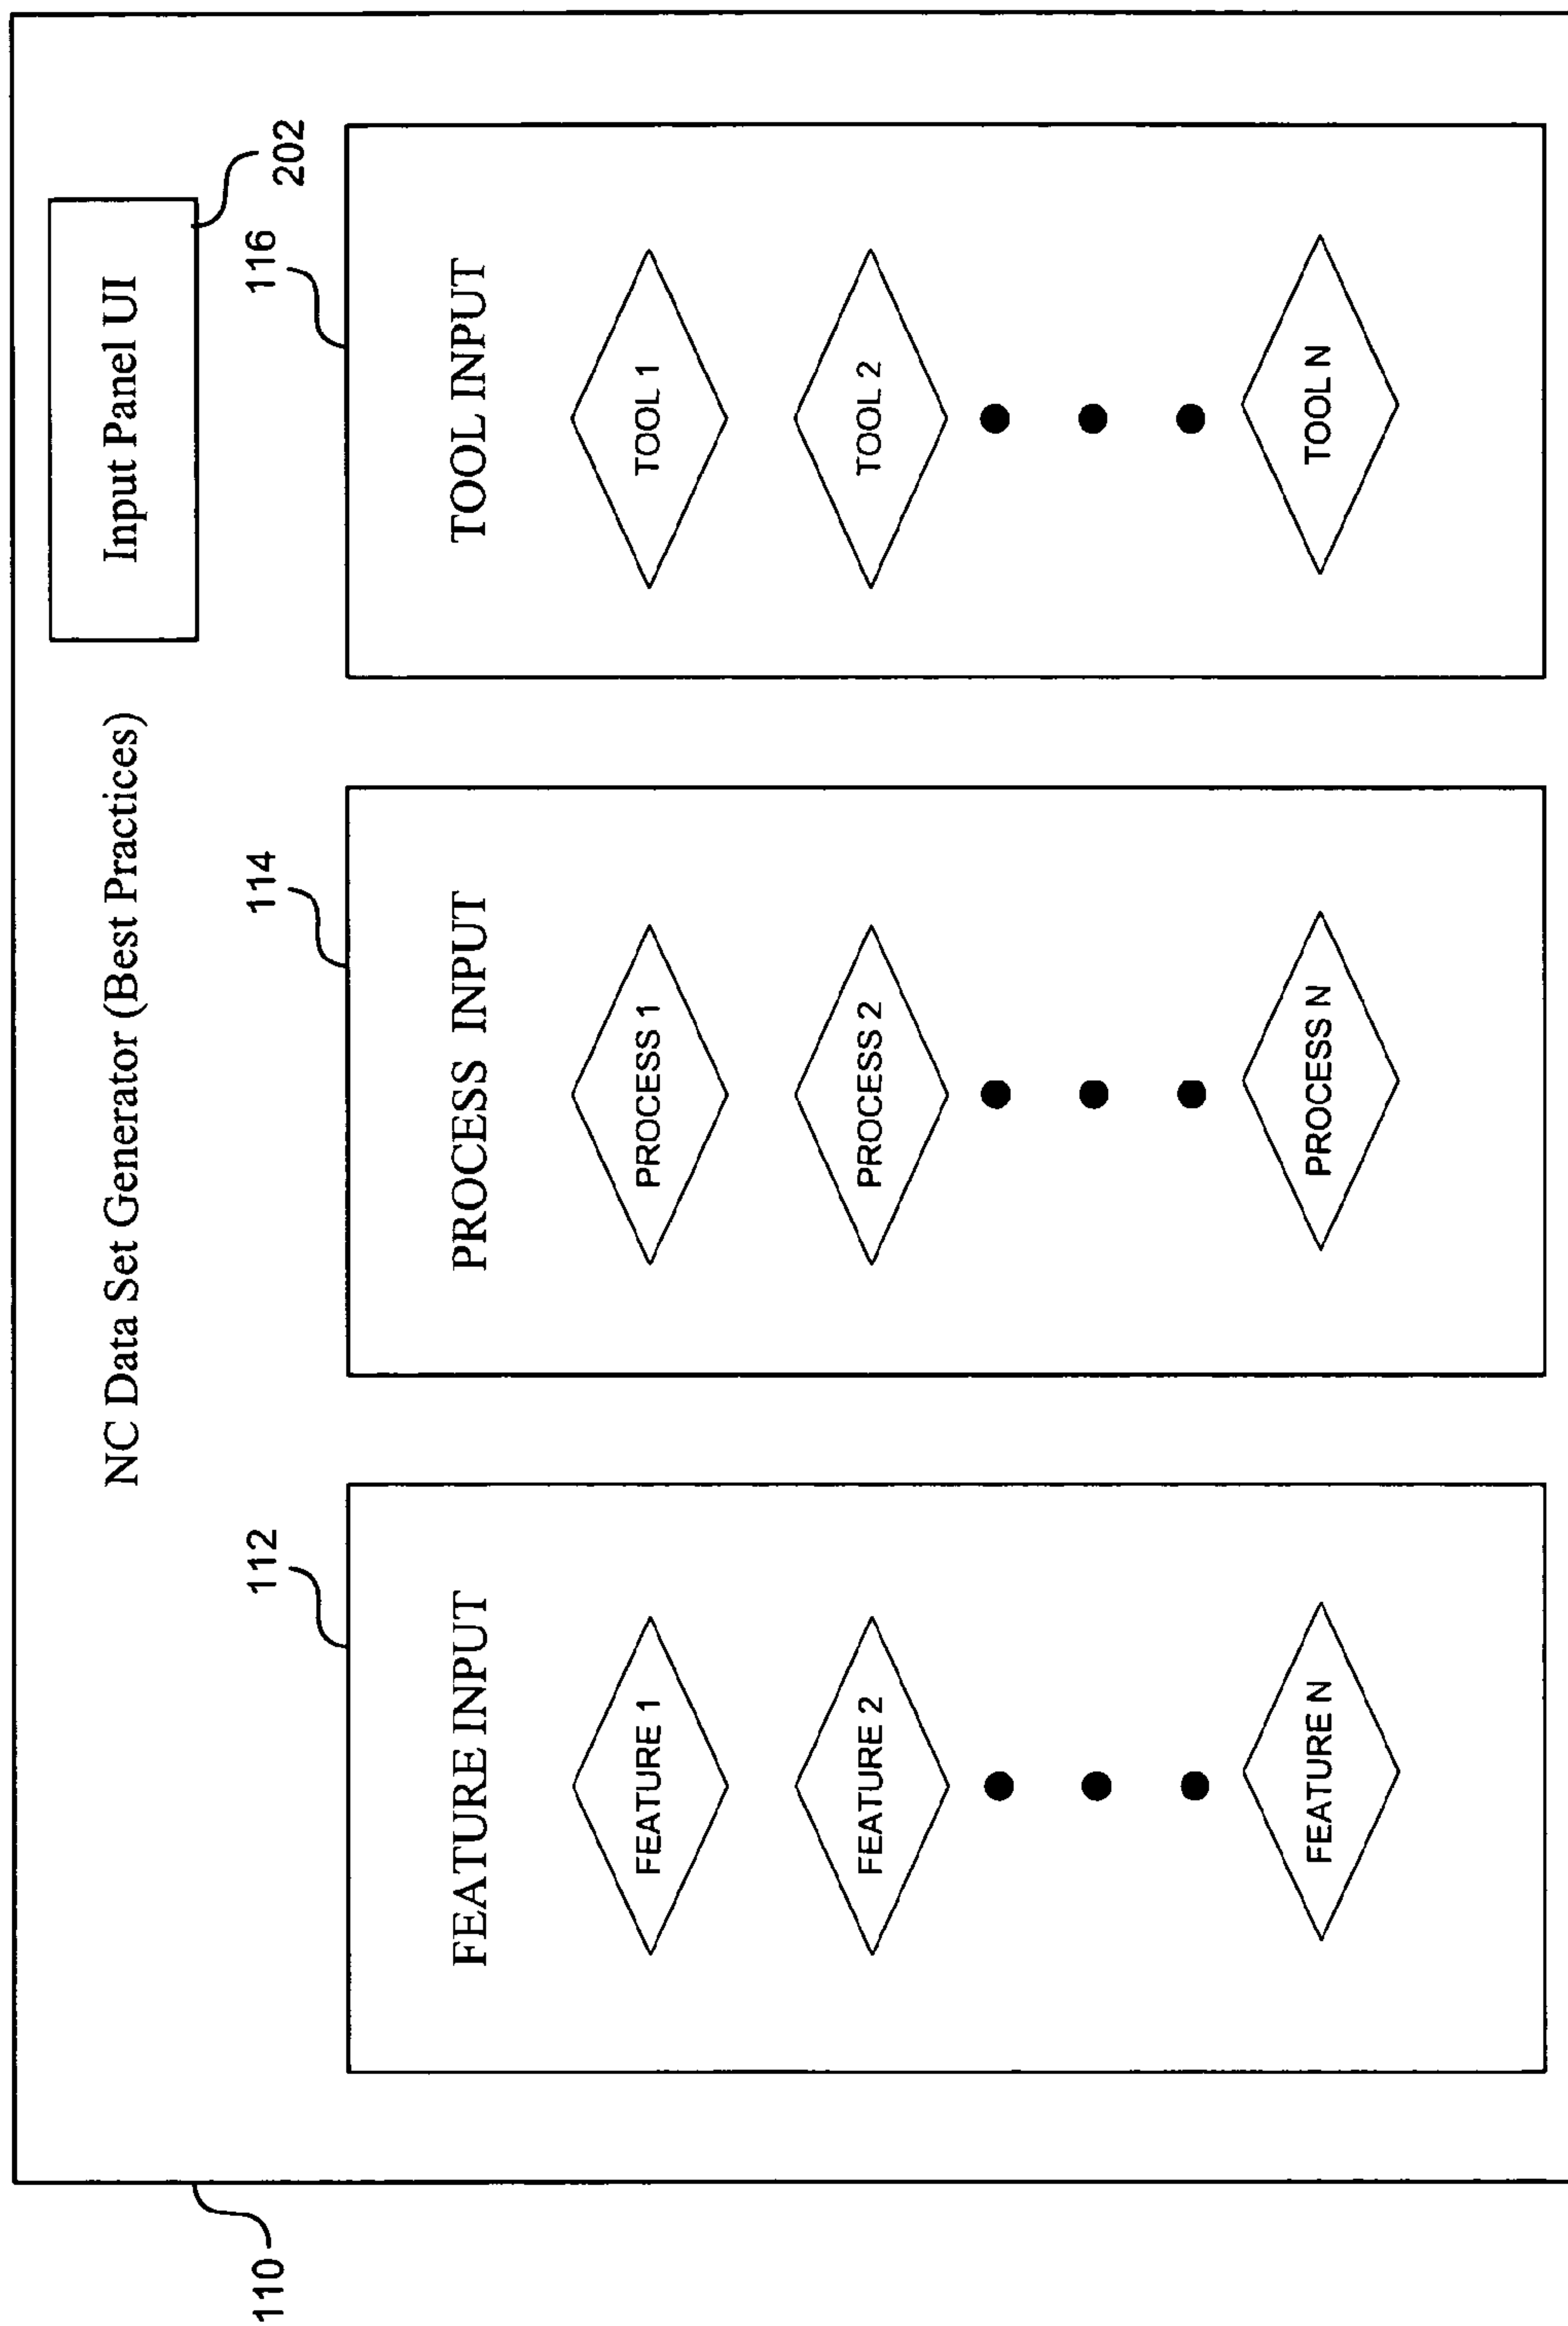 110
NC Data Set Generator (Best Practices)
Input Panel UI
202
112
FEATURE INPUT
FEATURE 1
FEATURE 2
FEATURE N
114
PROCESS INPUT
PROCESS 1
PROCESS 2
PROCESS N
116
TOOL INPUT
TOOL 1
TOOL 2
TOOL N